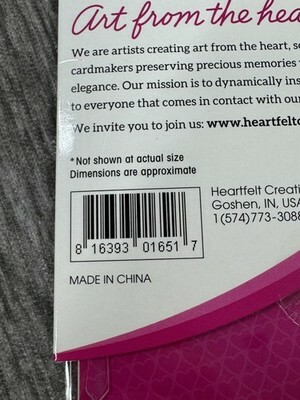 Art from the hea
We are artists creating art from the heart, s
cardmakers preserving precious memories
elegance. Our mission is to dynamically ins
to everyone that comes in contact with ou
We invite you to join us: www.heartfeltc
*Not shown at actual size
Dimensions are approximate
Heartfelt Creati
Goshen, IN, USA
1(574)773-3088
8 16393 01651 7
MADE IN CHINA